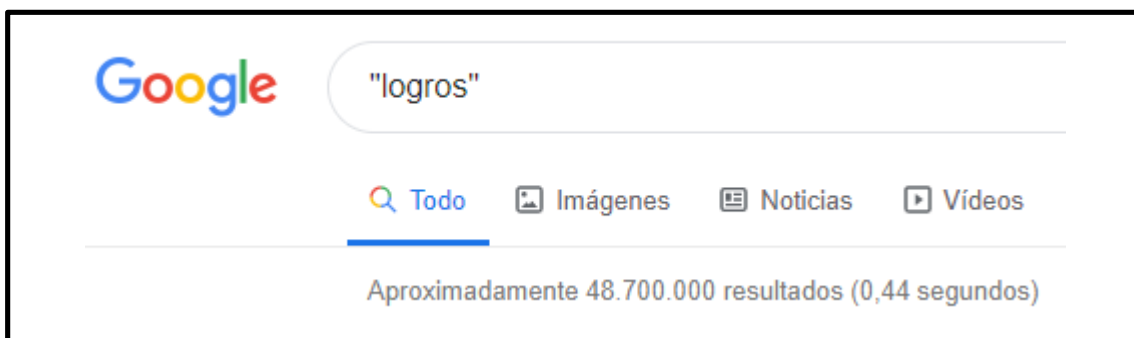 Google "logros"
Todo Imágenes Noticias Vídeos
Aproximadamente 48.700.000 resultados (0,44 segundos)